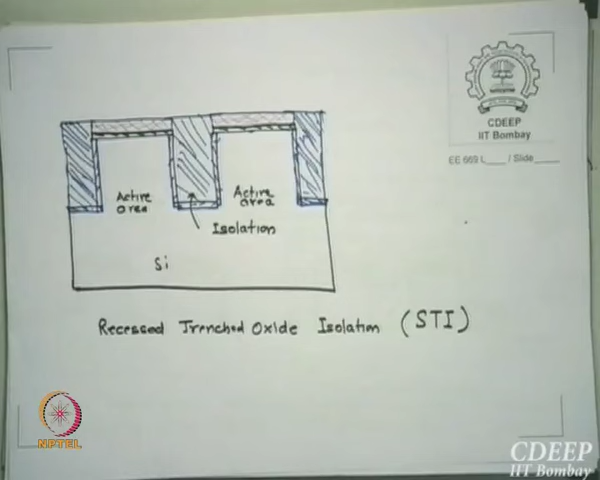 CDEEP
IIT Bombay
EE 669 L___ / Slide____
Active
area
Active
area
Isolation
Si
Recessed Trenched Oxide Isolation (STI)
NPTEL
CDEEP
IIT Bombay